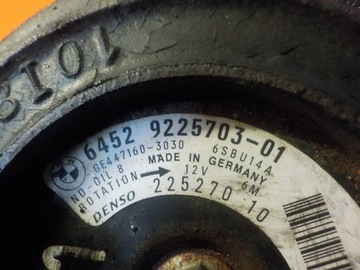 6452 9225703-01
GE447160-3030 6SBU14A
ND-OIL 8 MADE IN GERMANY
ROTATION → 12V 6M
DENSO 225270 10